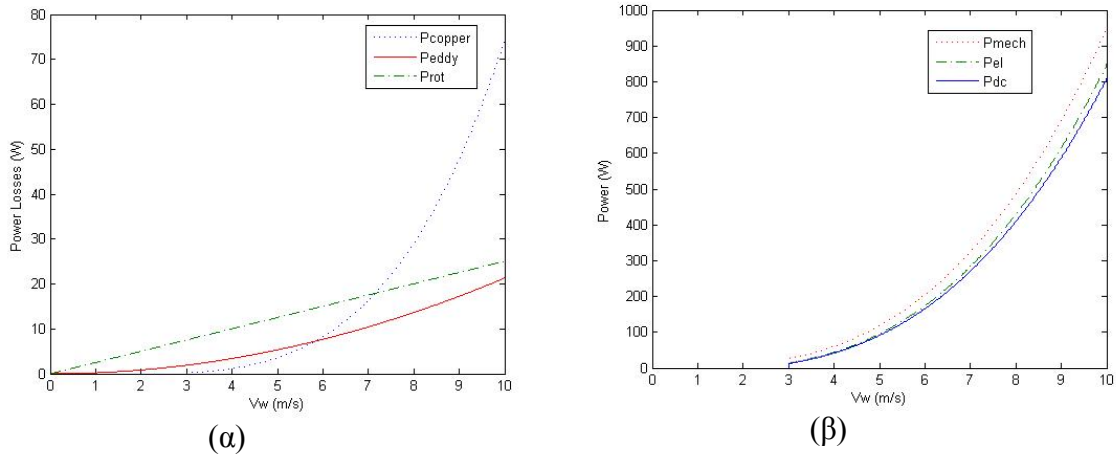 80
70
60
50
40
30
20
10
0
Power Losses (W)
Pcopper
Peddy
Prot
0 1 2 3 4 5 6 7 8 9 10
Vw (m/s)
(α)
1000
900
800
700
600
500
400
300
200
100
0
Power (W)
Pmech
Pel
Pdc
0 1 2 3 4 5 6 7 8 9 10
Vw (m/s)
(β)